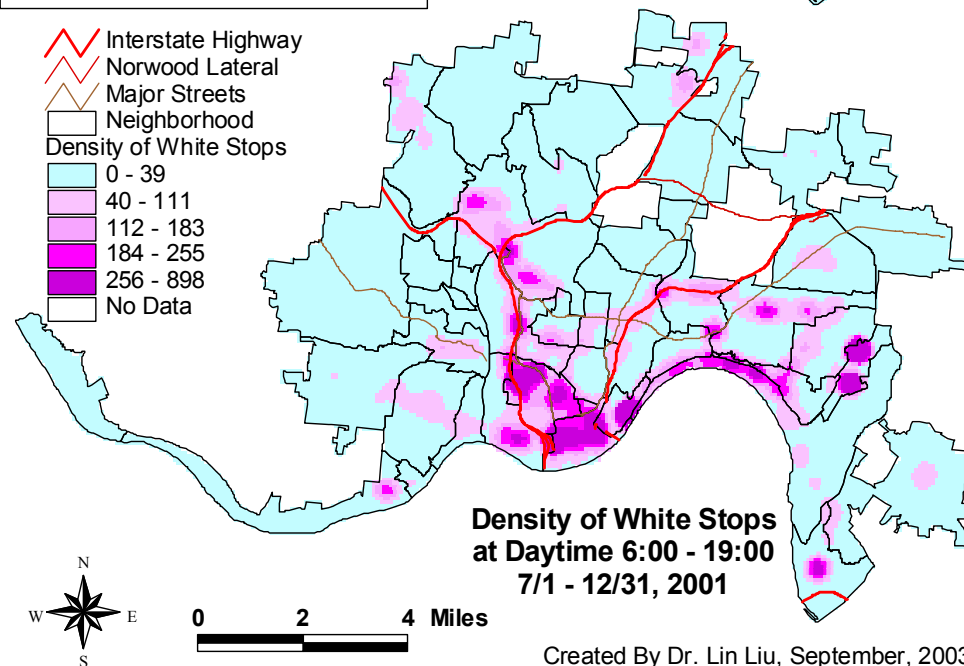 Interstate Highway
Norwood Lateral
Major Streets
Neighborhood
Density of White Stops
0 - 39
40 - 111
112 - 183
184 - 255
256 - 898
No Data
Density of White Stops
at Daytime 6:00 - 19:00
7/1 - 12/31, 2001
N
W E
S
0 2 4 Miles
Created By Dr. Lin Liu, September, 2003